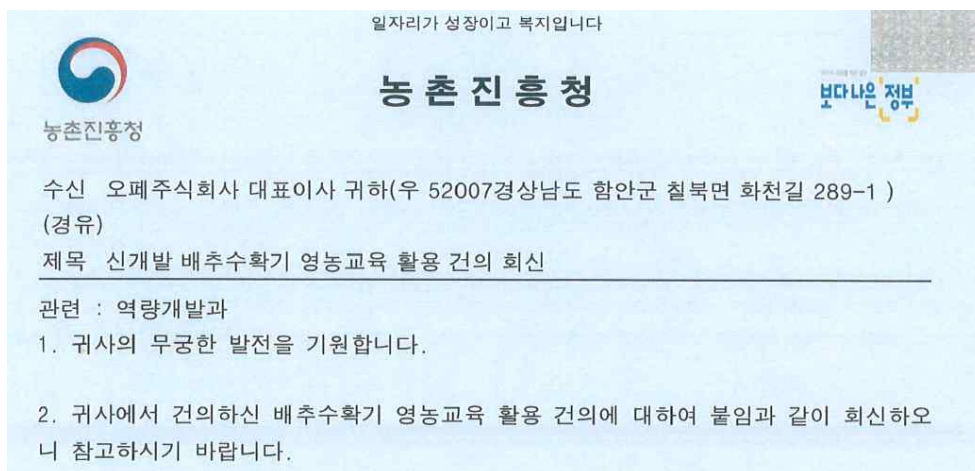 일자리가 성장이고 복지입니다
농촌진흥청
농촌진흥청
보다나은 정부
수신 오페주식회사 대표이사 귀하(우 52007경상남도 함안군 칠북면 화천길 289-1 )
(경유)
제목 신개발 배추수확기 영농교육 활용 건의 회신
관련 : 역량개발과
1. 귀사의 무궁한 발전을 기원합니다.
2. 귀사에서 건의하신 배추수확기 영농교육 활용 건의에 대하여 붙임과 같이 회신하오
니 참고하시기 바랍니다.